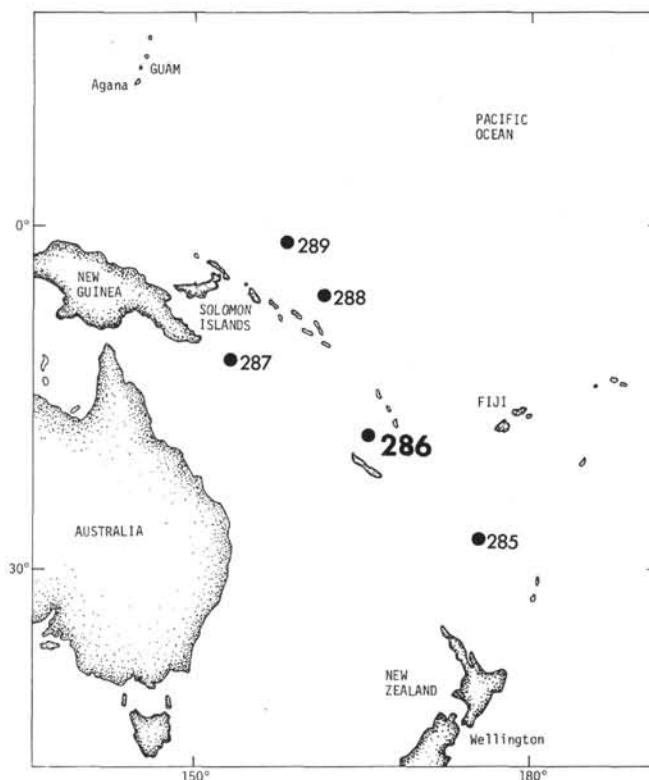 GUAM
Agana
PACIFIC
OCEAN
0°
289
NEW
GUINEA
288
SOLOMON
ISLANDS
287
FIJI
286
285
AUSTRALIA
30°
NEW
ZEALAND
Wellington
150°
180°